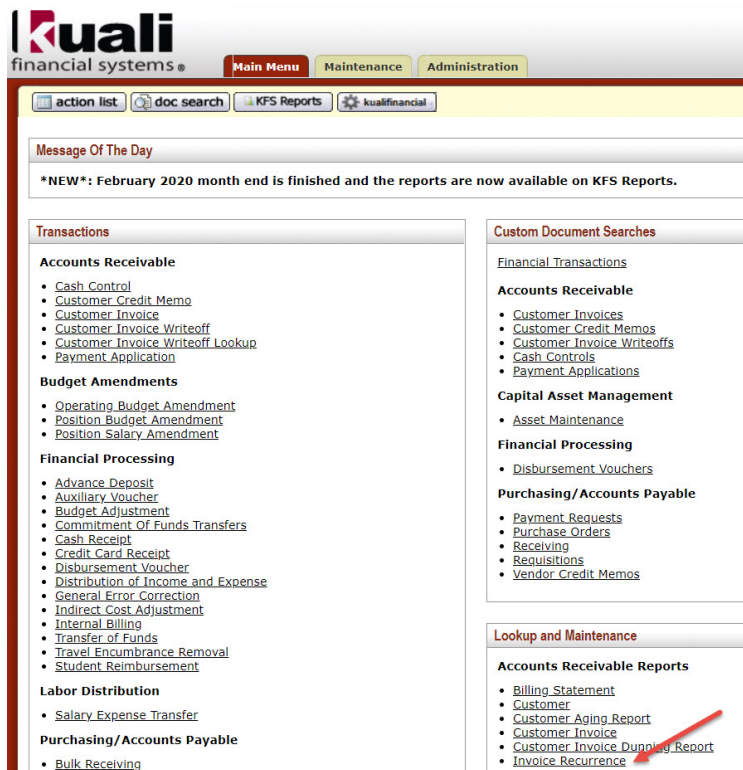 kuali
financial systems®
Main Menu
Maintenance
Administration
action list
doc search
KFS Reports
kualifinancial
Message Of The Day
*NEW*: February 2020 month end is finished and the reports are now available on KFS Reports.
Transactions
Accounts Receivable
Cash Control
Customer Credit Memo
Customer Invoice
Customer Invoice Writeoff
Customer Invoice Writeoff Lookup
Payment Application
Budget Amendments
Operating Budget Amendment
Position Budget Amendment
Position Salary Amendment
Financial Processing
Advance Deposit
Auxiliary Voucher
Budget Adjustment
Commitment Of Funds Transfers
Cash Receipt
Credit Card Receipt
Disbursement Voucher
Distribution of Income and Expense
General Error Correction
Indirect Cost Adjustment
Internal Billing
Transfer of Funds
Travel Encumbrance Removal
Student Reimbursement
Labor Distribution
Salary Expense Transfer
Purchasing/Accounts Payable
Bulk Receiving
Custom Document Searches
Financial Transactions
Accounts Receivable
Customer Invoices
Customer Credit Memos
Customer Invoice Writeoffs
Cash Controls
Payment Applications
Capital Asset Management
Asset Maintenance
Financial Processing
Disbursement Vouchers
Purchasing/Accounts Payable
Payment Requests
Purchase Orders
Receiving
Requisitions
Vendor Credit Memos
Lookup and Maintenance
Accounts Receivable Reports
Billing Statement
Customer
Customer Aging Report
Customer Invoice
Customer Invoice Dunning Report
Invoice Recurrence